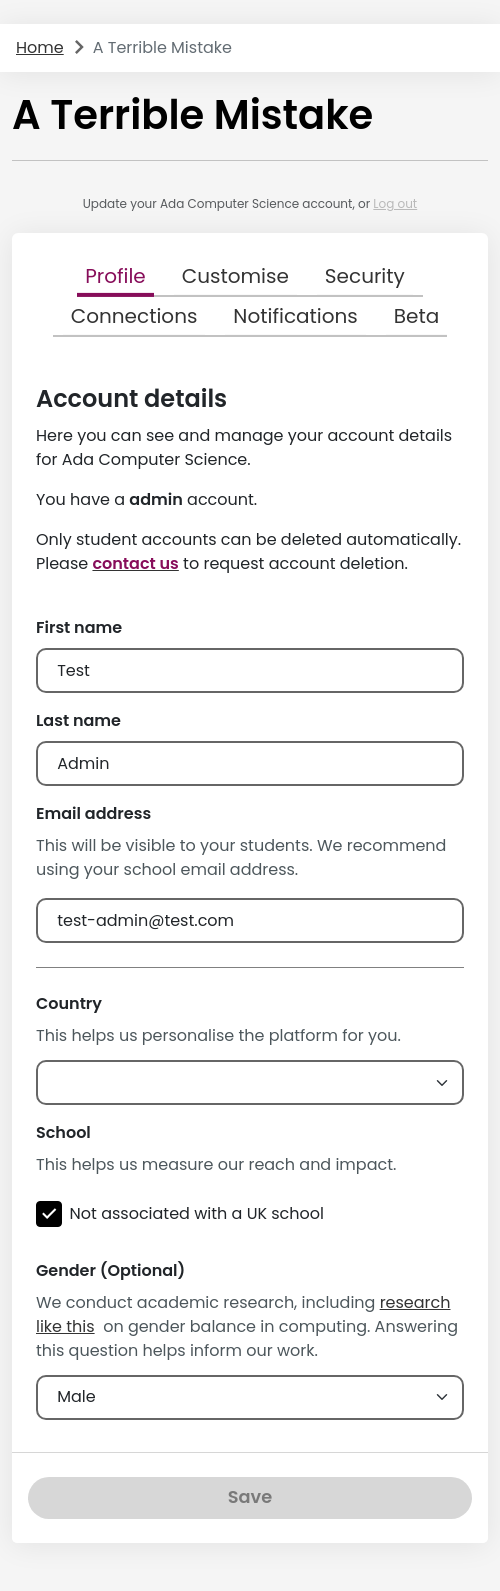 Home > A Terrible Mistake
A Terrible Mistake
Update your Ada Computer Science account, or Log out
Profile Customise Security
Connections Notifications Beta
Account details
Here you can see and manage your account details
for Ada Computer Science.
You have a admin account.
Only student accounts can be deleted automatically.
Please contact us to request account deletion.
First name
Test
Last name
Admin
Email address
This will be visible to your students. We recommend
using your school email address.
test-admin@test.com
Country
This helps us personalise the platform for you.
School
This helps us measure our reach and impact.
Not associated with a UK school
Gender (Optional)
We conduct academic research, including research
like this on gender balance in computing. Answering
this question helps inform our work.
Male
Save